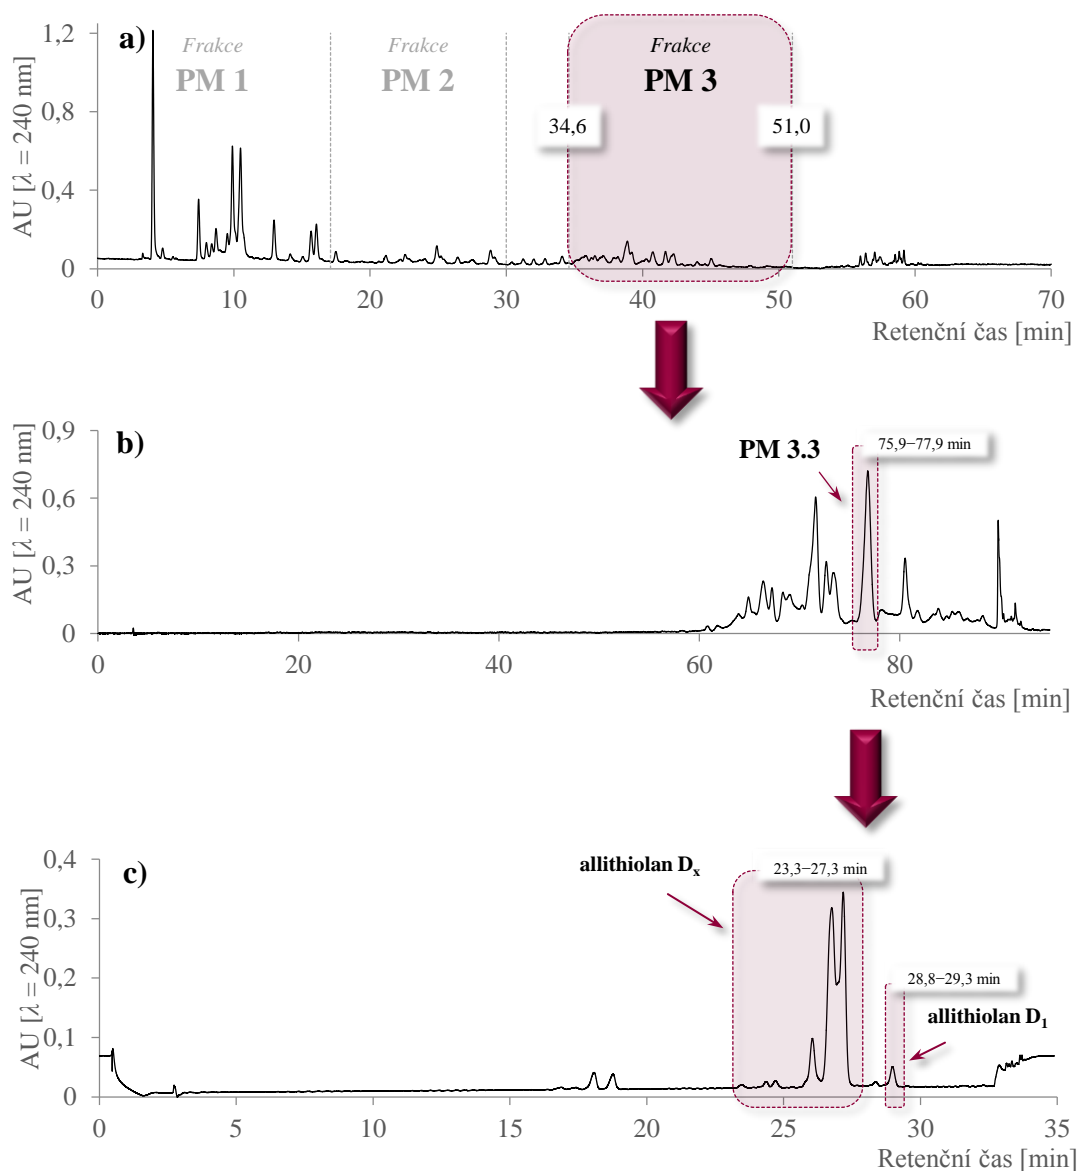 a)
Frakce
PM 1
Frakce
PM 2
Frakce
PM 3
34,6
51,0
AU [λ = 240 nm]
1,2
0,8
0,4
0
0 10 20 30 40 50 60 70
Retenční čas [min]
b)
PM 3.3
75,9−77,9 min
AU [λ = 240 nm]
0,9
0,6
0,3
0
0 20 40 60 80
Retenční čas [min]
c)
allithiolan Dx
23,3−27,3 min
28,8−29,3 min
allithiolan D1
AU [λ = 240 nm]
0,4
0,3
0,2
0,1
0
0 5 10 15 20 25 30 35
Retenční čas [min]